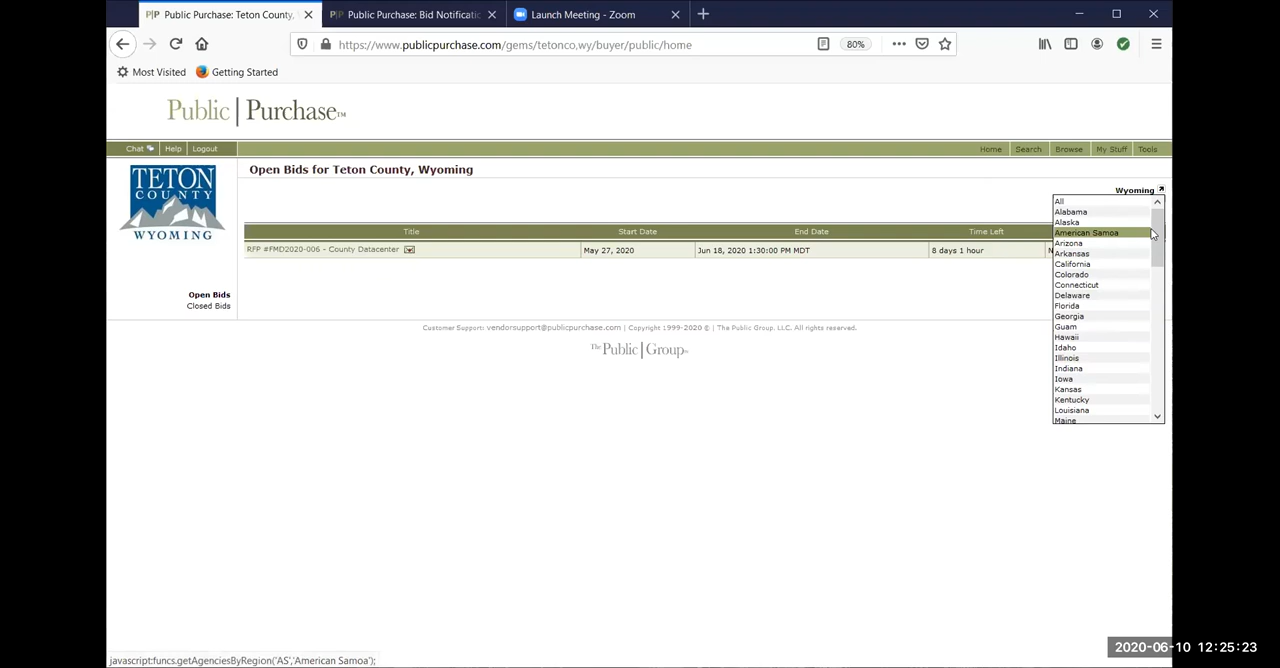 Public Purchase: Teton County,
Public Purchase: Bid Notificatic
Launch Meeting - Zoom
https://www.publicpurchase.com/gems/tetonco,wy/buyer/public/home
80%
Most Visited
Getting Started
Public | Purchase™
Chat
Help
Logout
Home
Search
Browse
My Stuff
Tools
TETON
COUNTY
WYOMING
Open Bids for Teton County, Wyoming
Wyoming
Title
Start Date
End Date
Time Left
RFP #FMD2020-006 - County Datacenter
May 27, 2020
Jun 18, 2020 1:30:00 PM MDT
8 days 1 hour
All
Alabama
Alaska
American Samoa
Arizona
Arkansas
California
Colorado
Connecticut
Delaware
Florida
Georgia
Guam
Hawaii
Idaho
Illinois
Indiana
Iowa
Kansas
Kentucky
Louisiana
Maine
Open Bids
Closed Bids
Customer Support: vendorsupport@publicpurchase.com | Copyright 1999-2020 © | The Public Group, LLC. All rights reserved.
The Public | Group
javascript:funcs.getAgenciesByRegion('AS','American Samoa');
2020-06-10 12:25:23